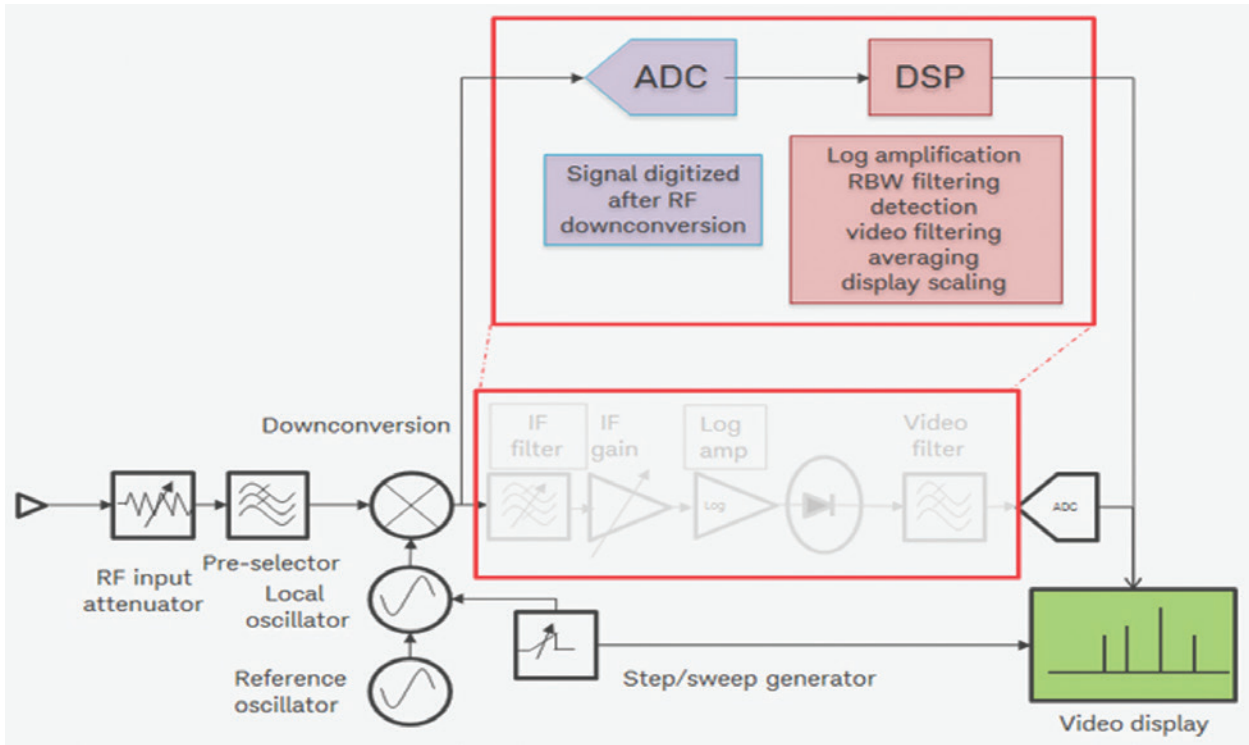 ADC
DSP
Signal digitized
after RF
downconversion
Log amplification
RBW filtering
detection
video filtering
averaging
display scaling
Downconversion
IF
filter
IF
gain
Log
amp
Video
filter
Log
ADC
RF input
attenuator
Pre-selector
Local
oscillator
Reference
oscillator
Step/sweep generator
Video display